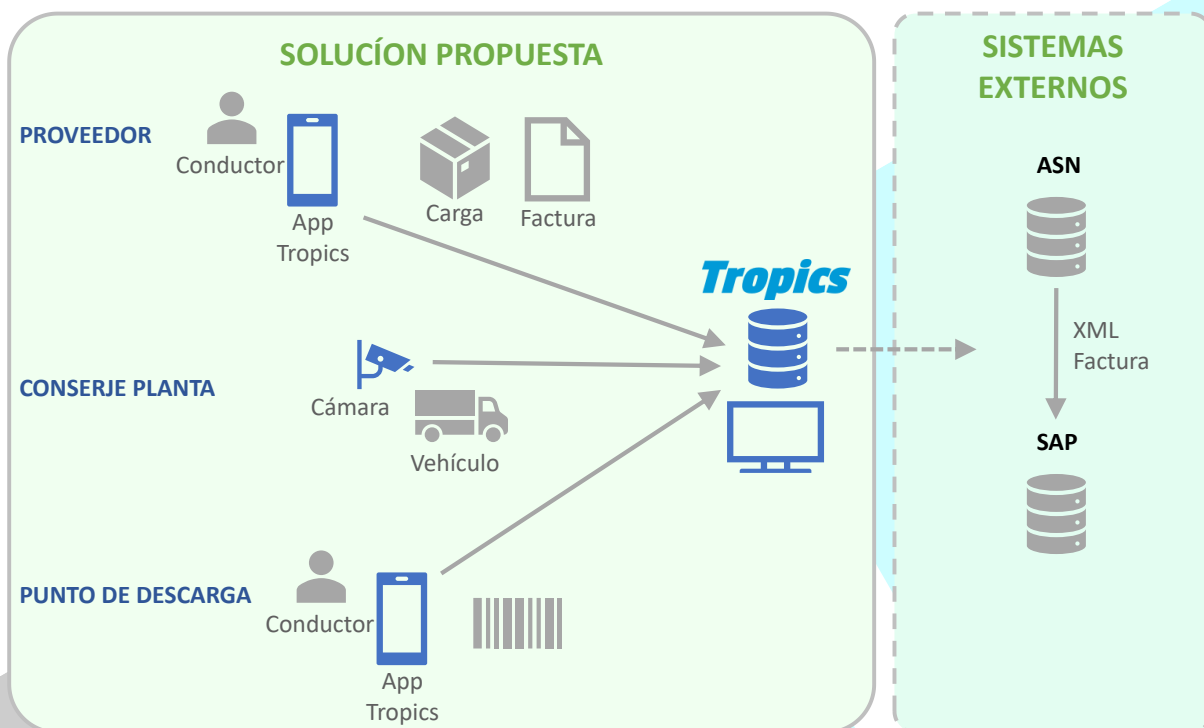 SOLUCÍON PROPUESTA
PROVEEDOR
Conductor
App
Tropics
Carga
Factura
Tropics
CONSERJE PLANTA
Cámara
Vehículo
PUNTO DE DESCARGA
Conductor
App
Tropics
SISTEMAS
EXTERNOS
ASN
XML
Factura
SAP